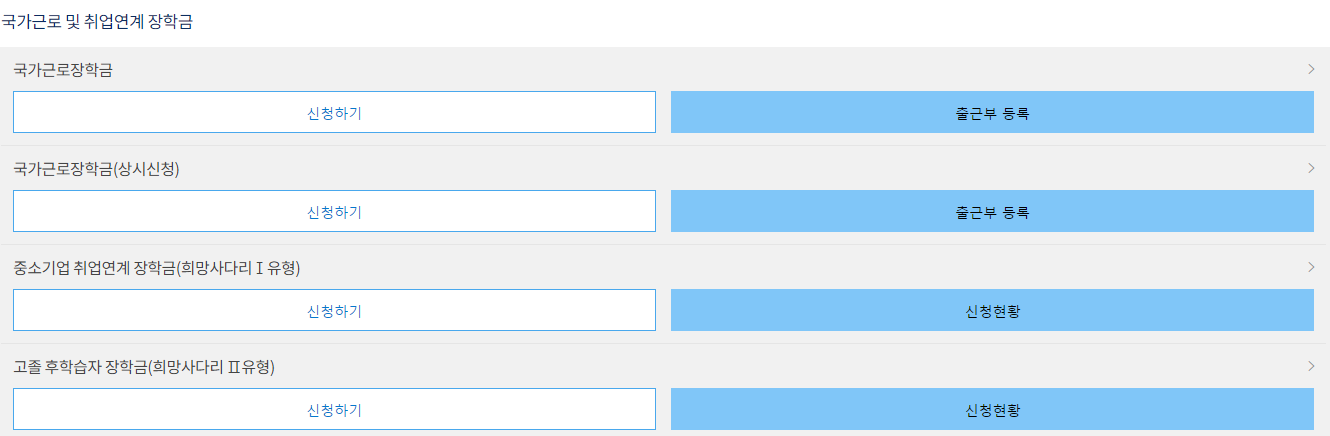 국가근로 및 취업연계 장학금
국가근로장학금
신청하기 출근부 등록
국가근로장학금(상시신청)
신청하기 출근부 등록
중소기업 취업연계 장학금(희망사다리Ⅰ유형)
신청하기 신청현황
고졸 후학습자 장학금(희망사다리 Ⅱ유형)
신청하기 신청현황